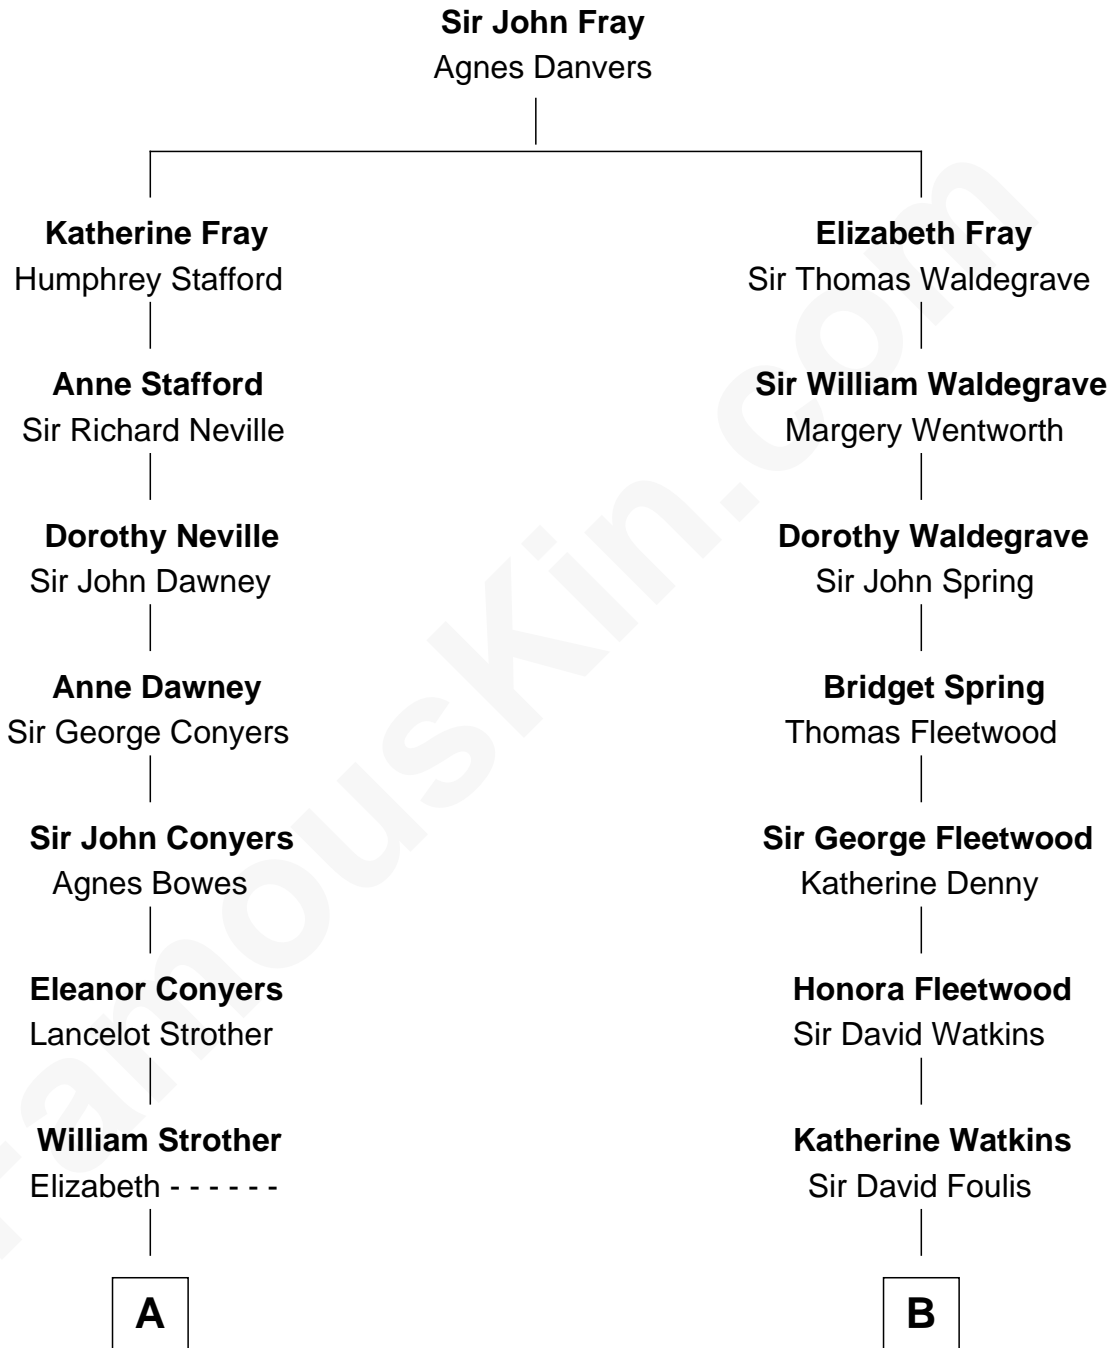 Sir John Fray
Agnes Danvers
Katherine Fray
Humphrey Stafford
Elizabeth Fray
Sir Thomas Waldegrave
Anne Stafford
Sir Richard Neville
Sir William Waldegrave
Margery Wentworth
Dorothy Neville
Sir John Dawney
Dorothy Waldegrave
Sir John Spring
Anne Dawney
Sir George Conyers
Bridget Spring
Thomas Fleetwood
Sir John Conyers
Agnes Bowes
Sir George Fleetwood
Katherine Denny
Eleanor Conyers
Lancelot Strother
Honora Fleetwood
Sir David Watkins
William Strother
Elizabeth - - - - - -
Katherine Watkins
Sir David Foulis
A
B
FamousKin.com